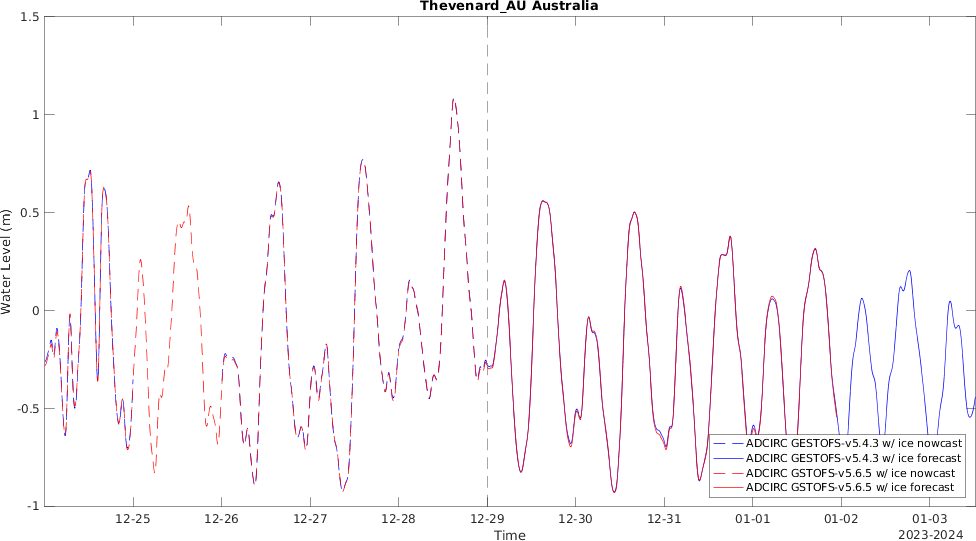 Thevenard_AU Australia
1.5
1
0.5
0
-0.5
-1
Water Level (m)
12-25
12-26
12-27
12-28
12-29
12-30
12-31
01-01
01-02
01-03
Time
2023-2024
ADCIRC GESTOFS-v5.4.3 w/ ice nowcast
ADCIRC GESTOFS-v5.4.3 w/ ice forecast
ADCIRC GSTOFS-v5.6.5 w/ ice nowcast
ADCIRC GSTOFS-v5.6.5 w/ ice forecast